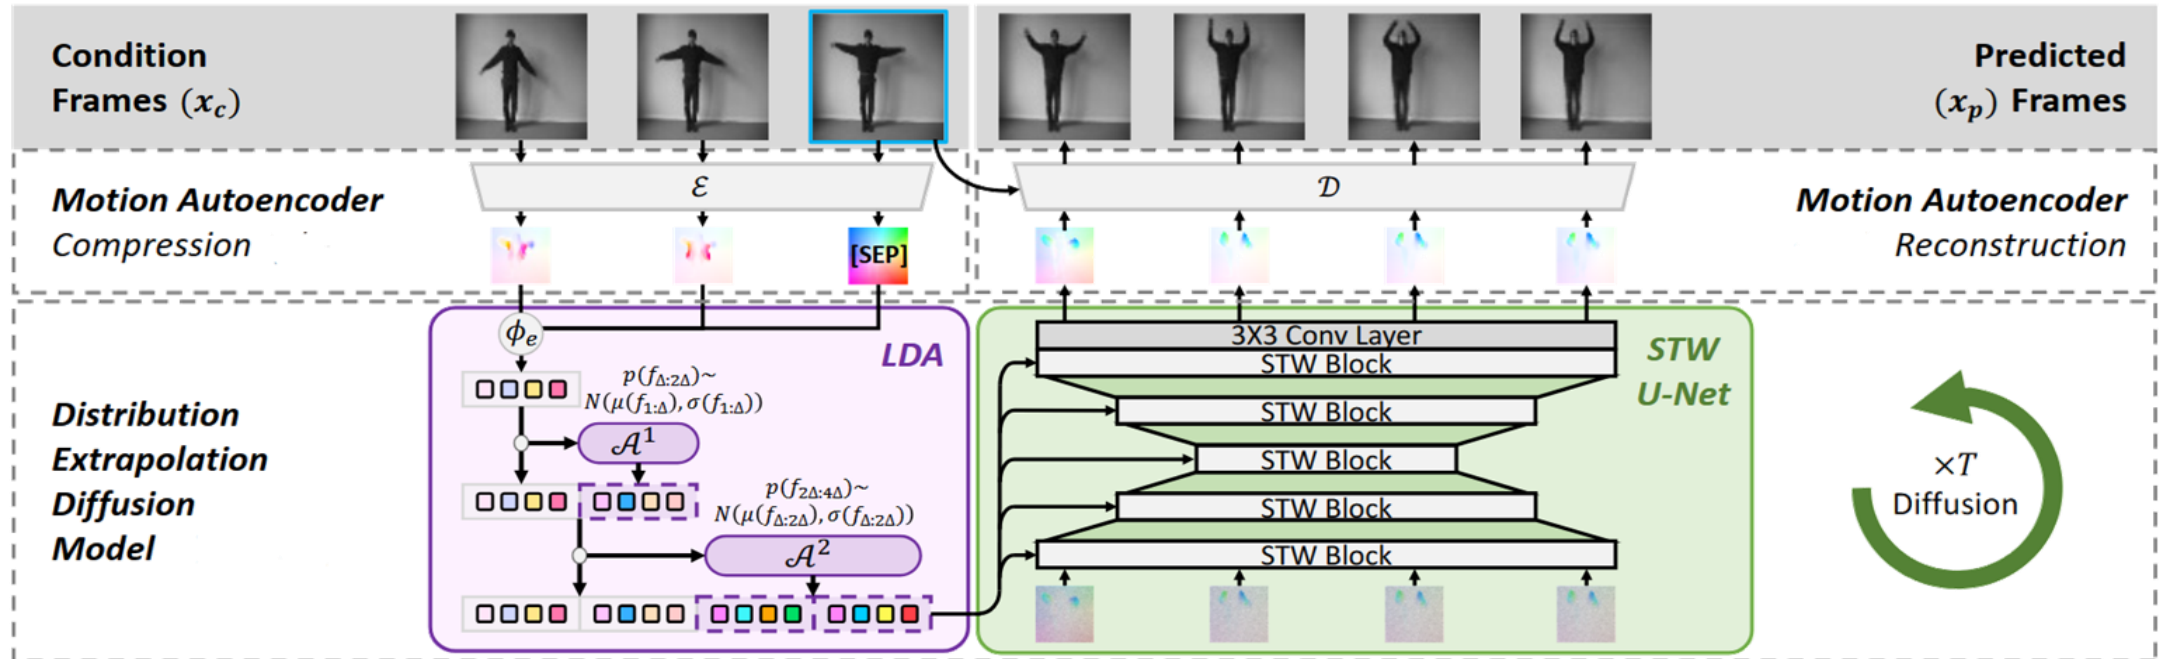 Condition
Frames (x_c)
Predicted
(x_p) Frames
Motion Autoencoder
Compression
ℰ
[SEP]
𝒟
Motion Autoencoder
Reconstruction
Distribution
Extrapolation
Diffusion
Model
ϕ_e
LDA
p(f_{Δ:2Δ})~
N(μ(f_{1:Δ}),σ(f_{1:Δ}))
𝒜^1
p(f_{2Δ:4Δ})~
N(μ(f_{Δ:2Δ}),σ(f_{Δ:2Δ}))
𝒜^2
3X3 Conv Layer
STW Block
STW Block
STW Block
STW Block
STW Block
STW
U-Net
×T
Diffusion